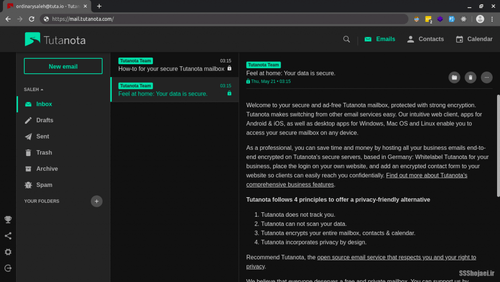 ordinarysaleh@tuta.io - Tut
https://mail.tutanota.com/
Tutanota
Emails
Contacts
Calendar
New email
SALEH
Inbox
Drafts
Sent
Trash
Archive
Spam
YOUR FOLDERS
Tutanota Team
03:15
How-to for your secure Tutanota mailbox
Tutanota Team
03:15
Feel at home: Your data is secure.
Tutanota Team
Feel at home: Your data is secure.
Thu, May 21 • 03:15
Welcome to your secure and ad-free Tutanota mailbox, protected with strong encryption.
Tutanota makes switching from other email services easy. Our intuitive web client, apps for
Android & iOS, as well as desktop apps for Windows, Mac OS and Linux enable you to
access your secure mailbox on any device.
As a professional, you can save time and money by hosting all your business emails end-to-
end encrypted on Tutanota's secure servers, based in Germany: Whitelabel Tutanota for your
business, place the login on your own website, and add an encrypted contact form to your
website so clients can easily reach you confidentially. Find out more about Tutanota's
comprehensive business features.
Tutanota follows 4 principles to offer a privacy-friendly alternative
1. Tutanota does not track you.
2. Tutanota can not scan your data.
3. Tutanota encrypts your entire mailbox, contacts & calendar.
4. Tutanota incorporates privacy by design.
Recommend Tutanota, the open source email service that respects you and your right to
privacy.
We believe that everyone deserves a free and private mailbox. You can support us by
SSShojaei.ir